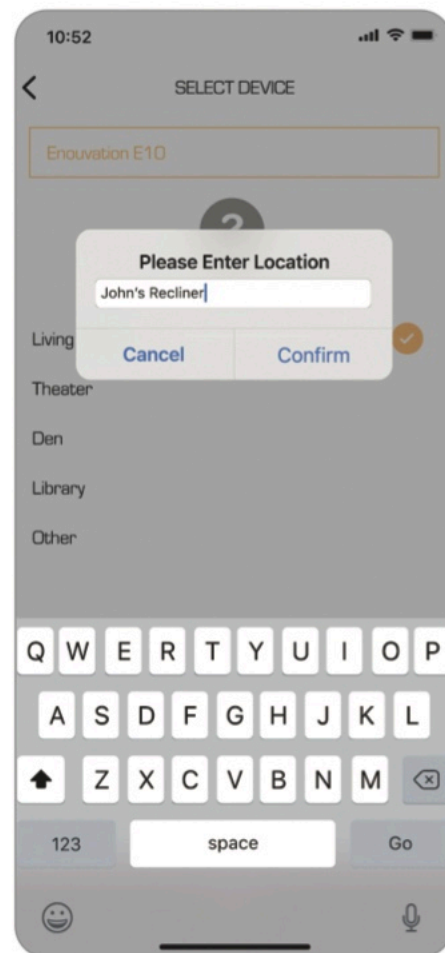 10:52
SELECT DEVICE
Enouvation E10
?
Please Enter Location
John's Recliner
Living
Cancel Confirm
Theater
Den
Library
Other
Q W E R T Y U I O P
A S D F G H J K L
Z X C V B N M
123 space Go